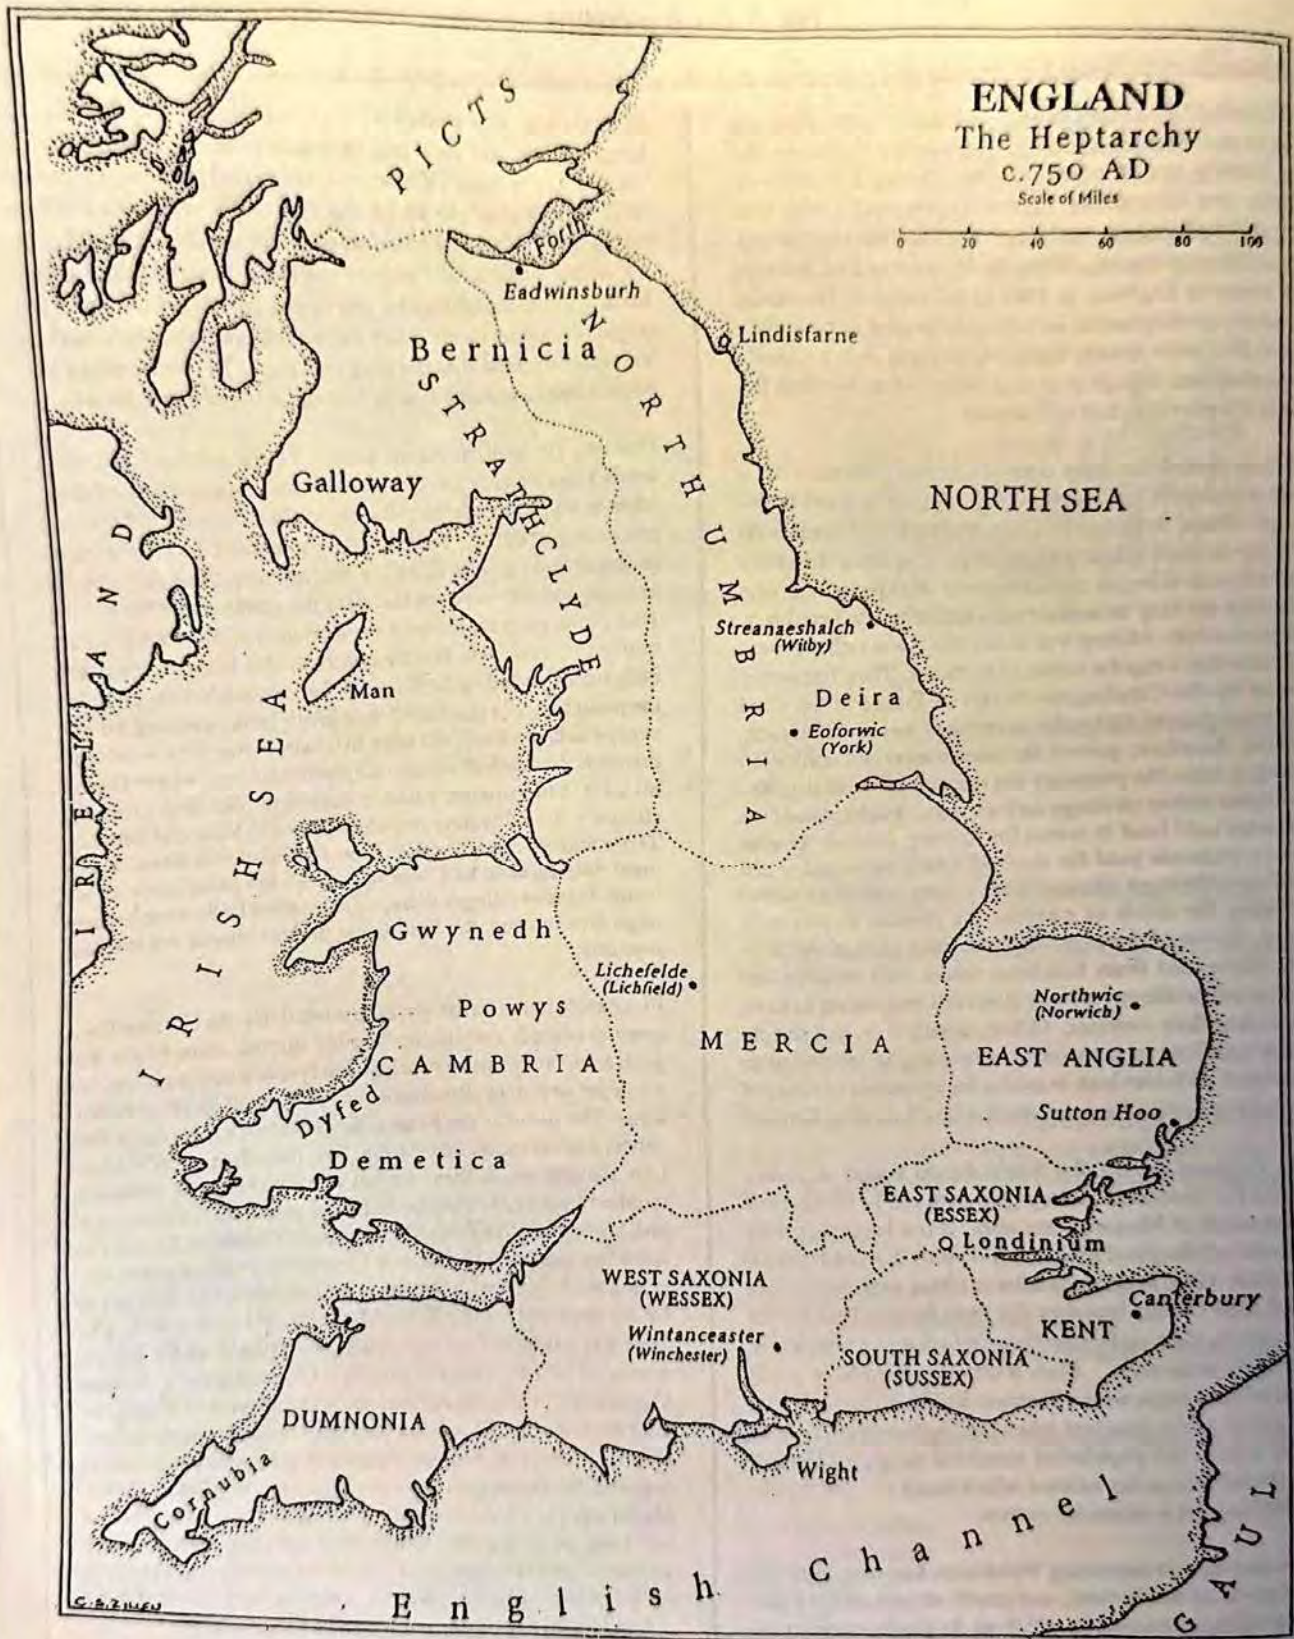 ENGLAND
The Heptarchy
c.750 AD
Scale of Miles
0 20 40 60 80 100
PICTS
Forth
Eadwinsburh
Bernicia
NORTHUMBRIA
Lindisfarne
STRATHCLYDE
Galloway
NORTH SEA
IRELAND
Man
IRISH SEA
Streanaeshalch
(Witby)
Deira
Eoforwic
(York)
Gwynedh
Lichefelde
(Lichfield)
Powys
MERCIA
Northwic
(Norwich)
CAMBRIA
EAST ANGLIA
Dyfed
Sutton Hoo
Demetica
EAST SAXONIA
(ESSEX)
Londinium
WEST SAXONIA
(WESSEX)
Canterbury
KENT
Wintanceaster
(Winchester)
SOUTH SAXONIA
(SUSSEX)
DUMNONIA
Cornubia
Wight
English Channel
GAUL